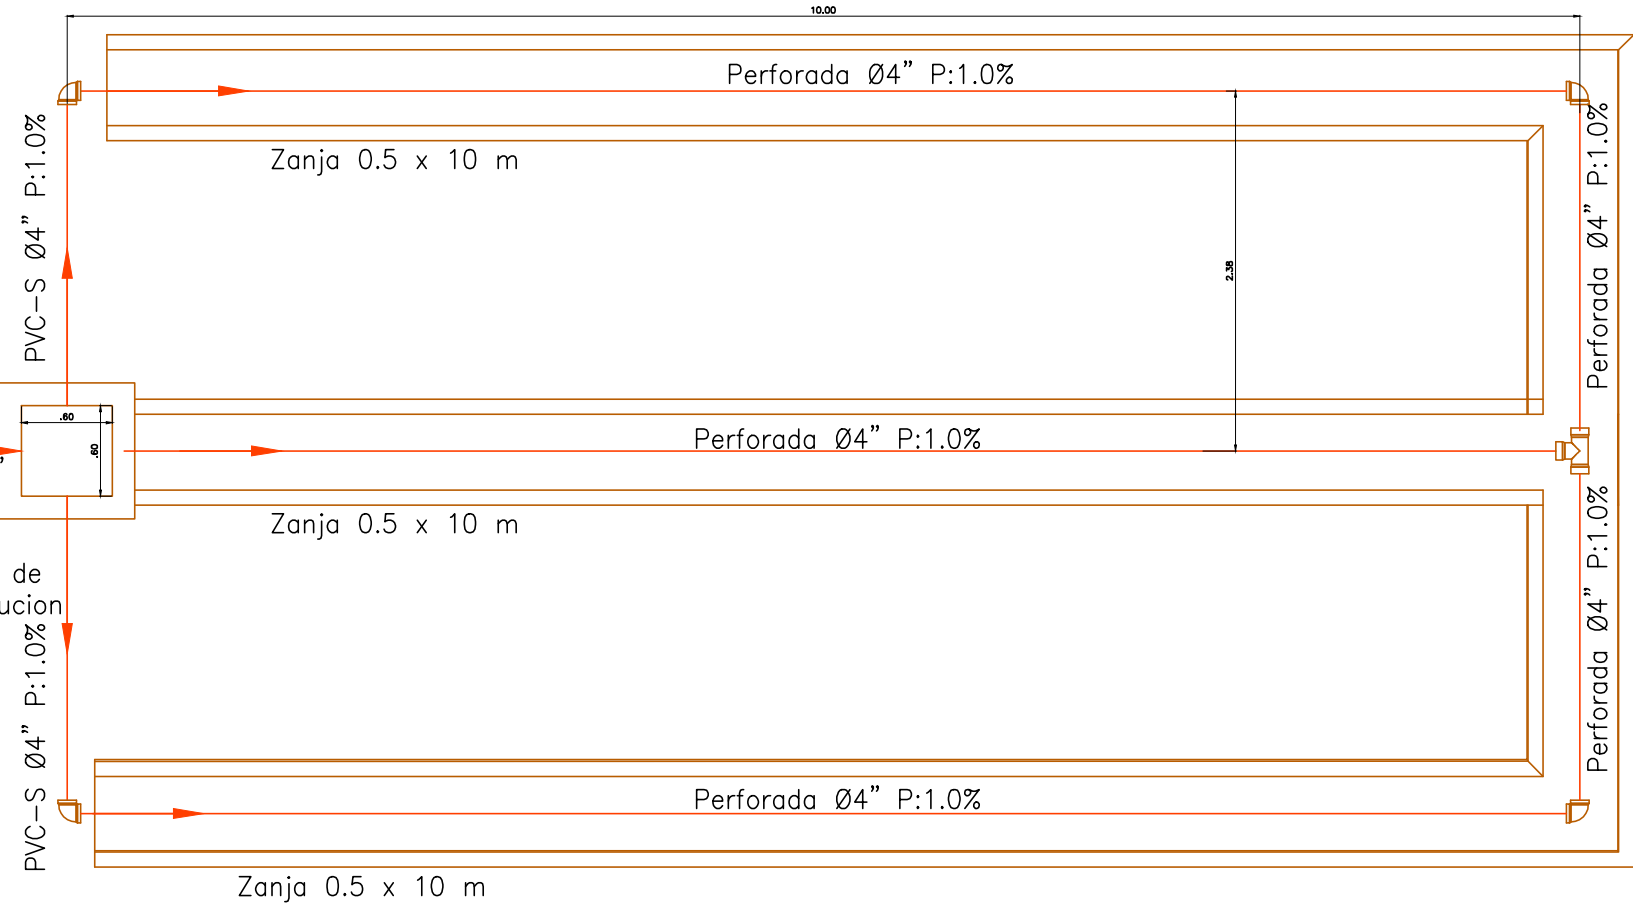 10.00
Perforada Ø4” P:1.0%
Zanja 0.5 x 10 m
PVC-S Ø4” P:1.0%
Perforada Ø4” P:1.0%
2.38
.60
.60
Perforada Ø4” P:1.0%
”
Zanja 0.5 x 10 m
de
ucion
PVC-S Ø4” P:1.0%
Perforada Ø4” P:1.0%
Perforada Ø4” P:1.0%
Zanja 0.5 x 10 m